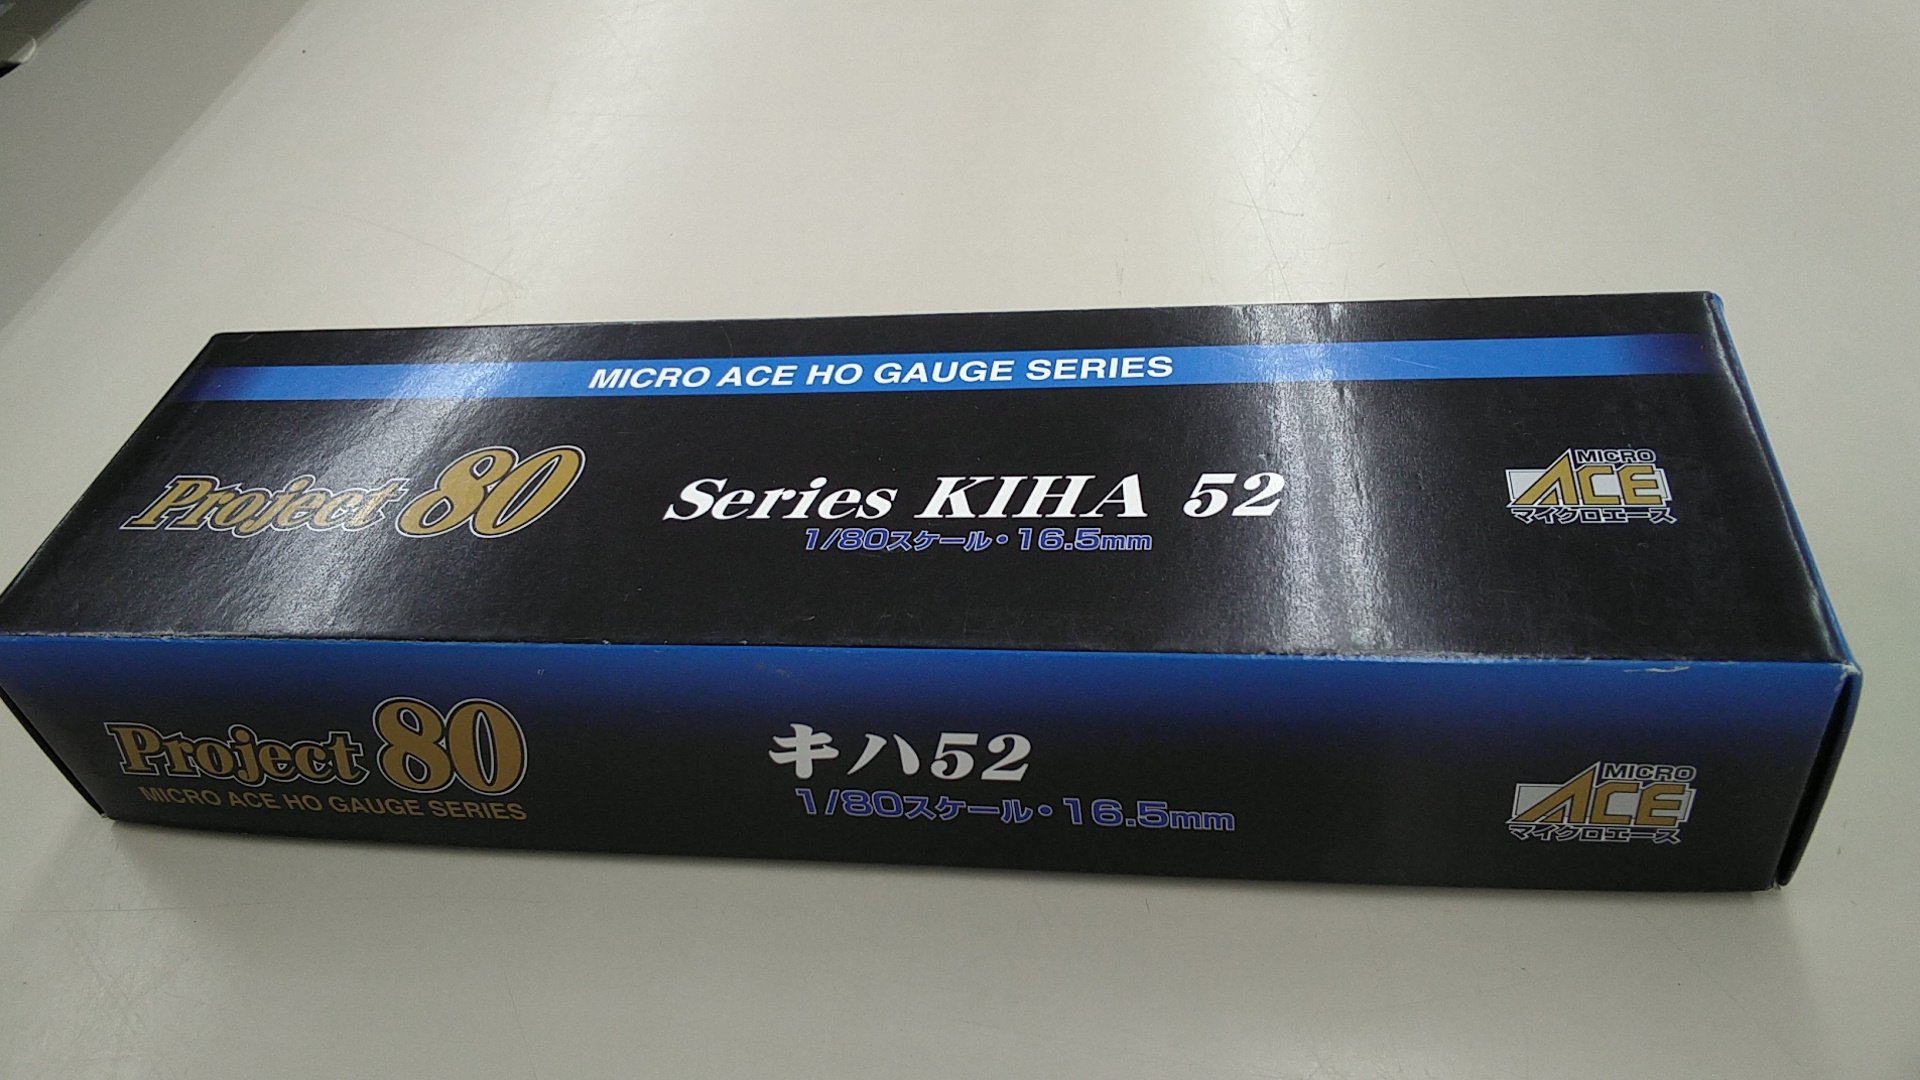 MICRO ACE HO GAUGE SERIES
Project 80
Series KIHA 52
1/80スケール・16.5mm
MICRO
ACE
マイクロエース
Project 80
MICRO ACE HO GAUGE SERIES
キハ52
1/80スケール・16.5mm
MICRO
ACE
マイクロエース